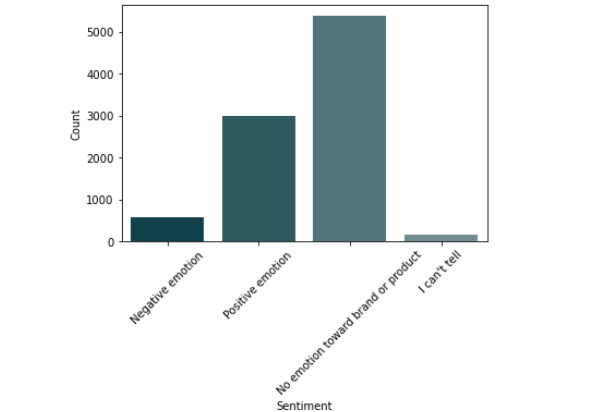 5000
4000
3000
2000
1000
0
Count
Negative emotion
Positive emotion
No emotion toward brand or product
I can't tell
Sentiment